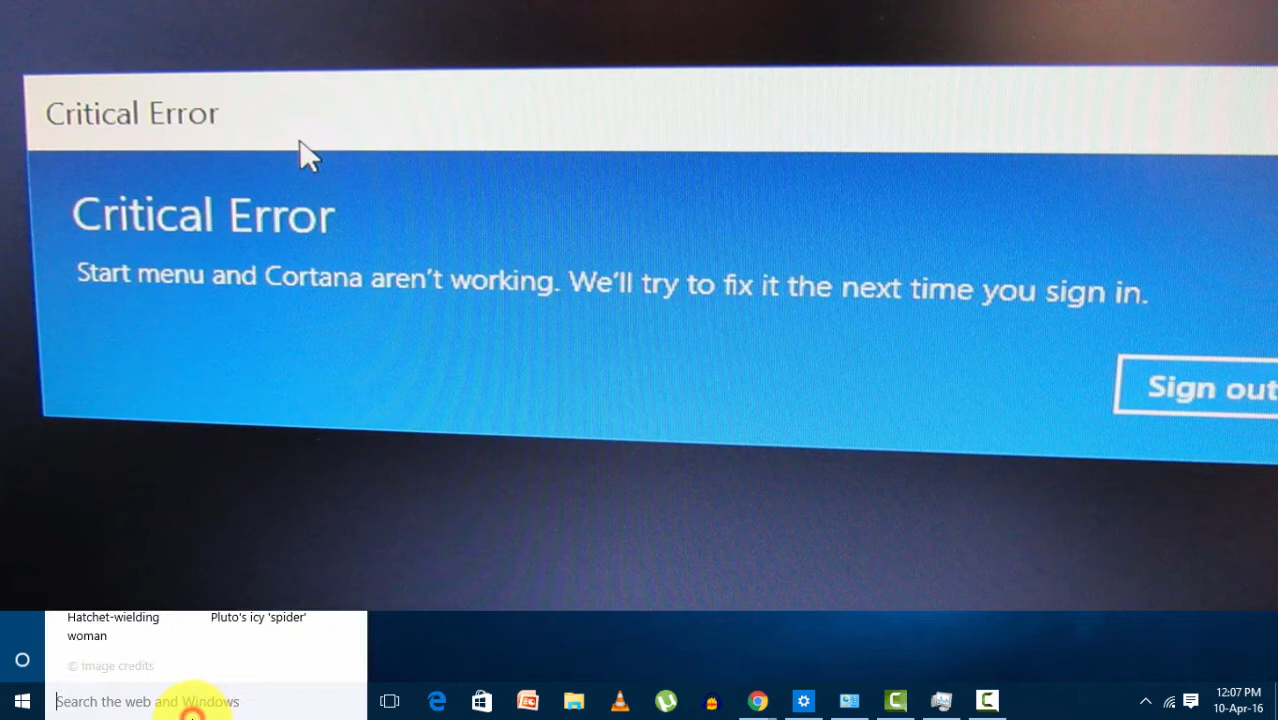 Critical Error
Critical Error
Start menu and Cortana aren't working. We'll try to fix it the next time you sign in.
Sign out
Hatchet-wielding woman
Pluto's icy 'spider'
© Image credits
Search the web and Windows
12:07 PM
10-Apr-16